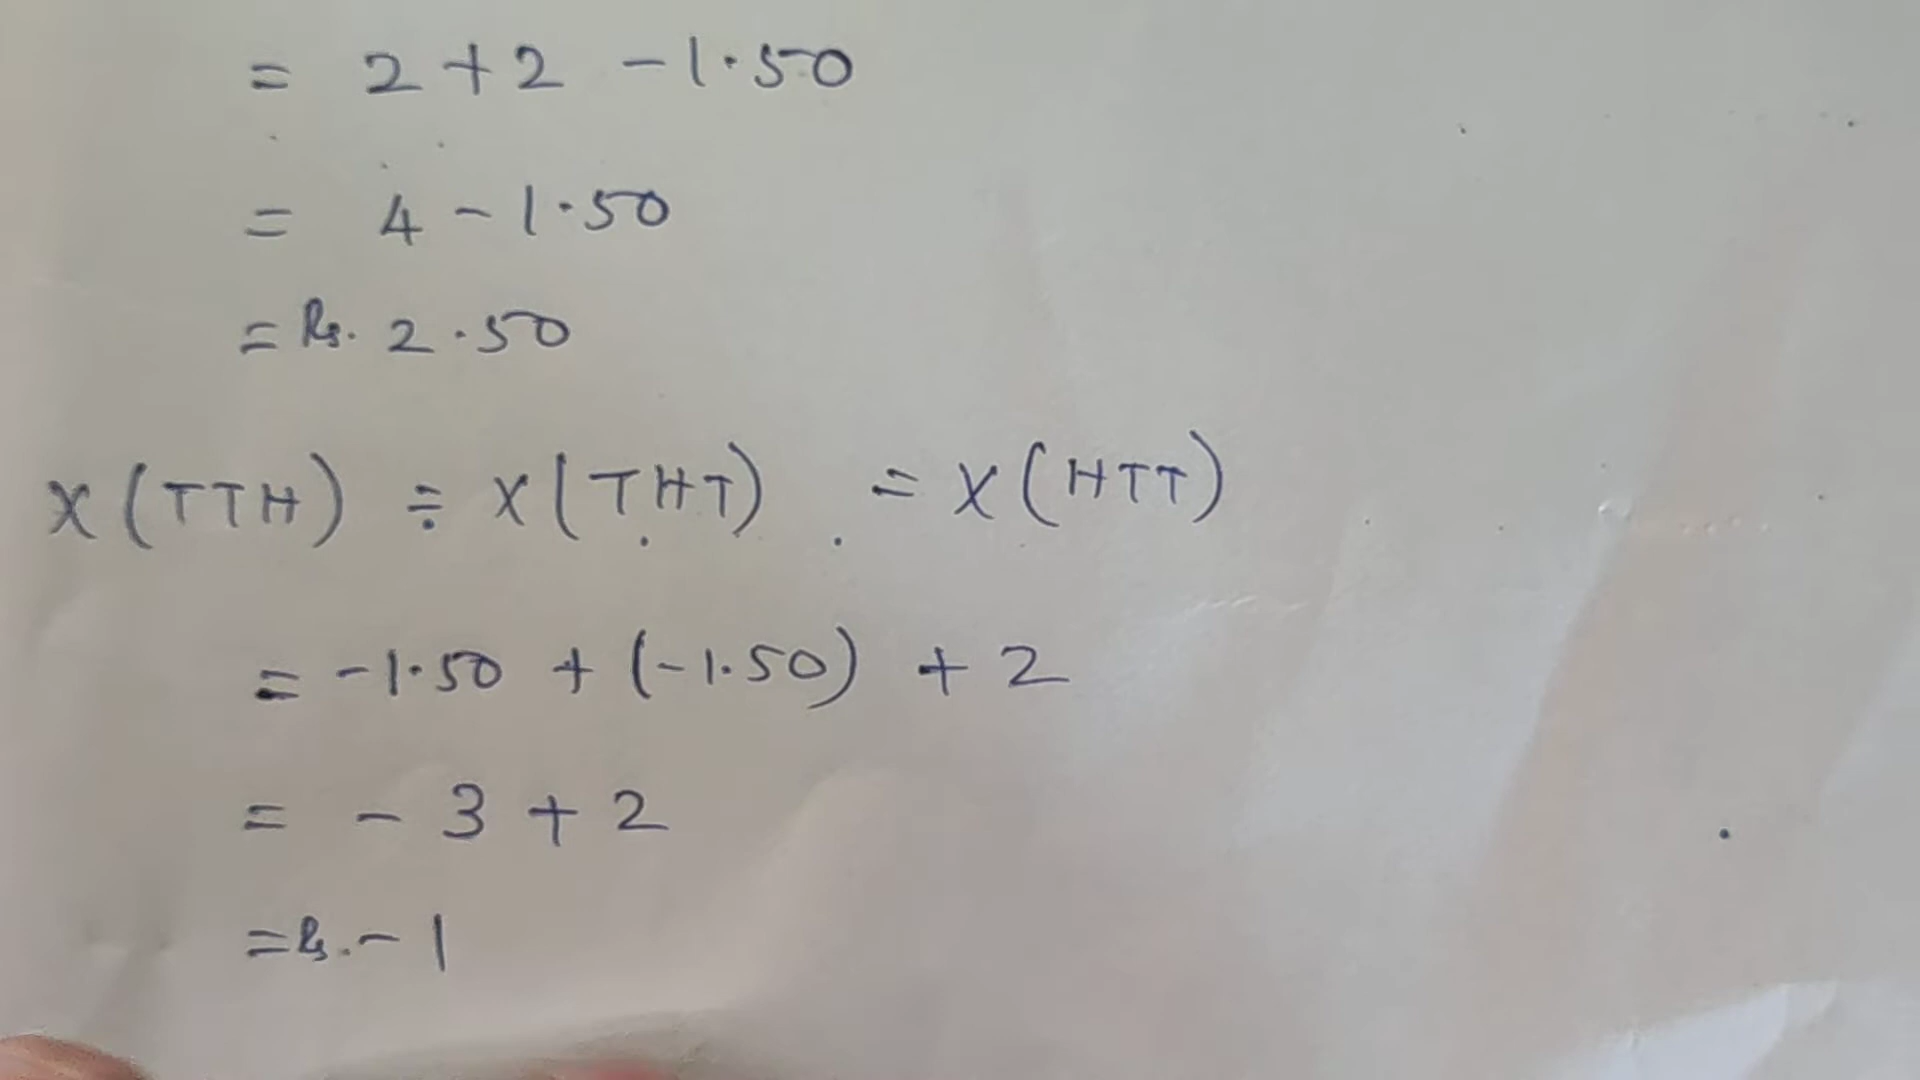 = 2 + 2 - 1.50
= 4 - 1.50
= Rs. 2.50
X (TTH) = X (THT) = X (HTT)
= -1.50 + (-1.50) + 2
= - 3 + 2
= Rs. - 1